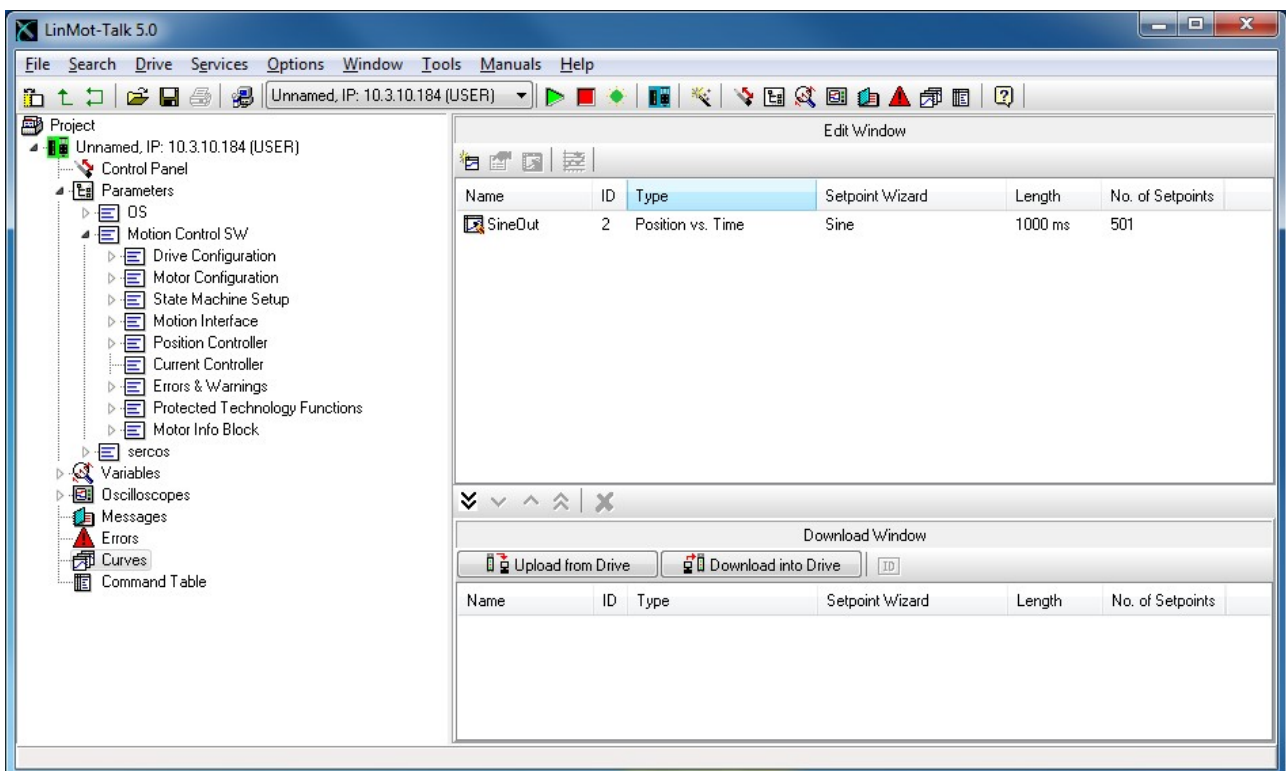 LinMot-Talk 5.0
File Search Drive Services Options Window Tools Manuals Help
Unnamed, IP: 10.3.10.184 (USER)
Project
Unnamed, IP: 10.3.10.184 (USER)
Control Panel
Parameters
OS
Motion Control SW
Drive Configuration
Motor Configuration
State Machine Setup
Motion Interface
Position Controller
Current Controller
Errors & Warnings
Protected Technology Functions
Motor Info Block
sercos
Variables
Oscilloscopes
Messages
Errors
Curves
Command Table
Edit Window
Name ID Type Setpoint Wizard Length No. of Setpoints
SineOut 2 Position vs. Time Sine 1000 ms 501
Download Window
Upload from Drive Download into Drive ID
Name ID Type Setpoint Wizard Length No. of Setpoints